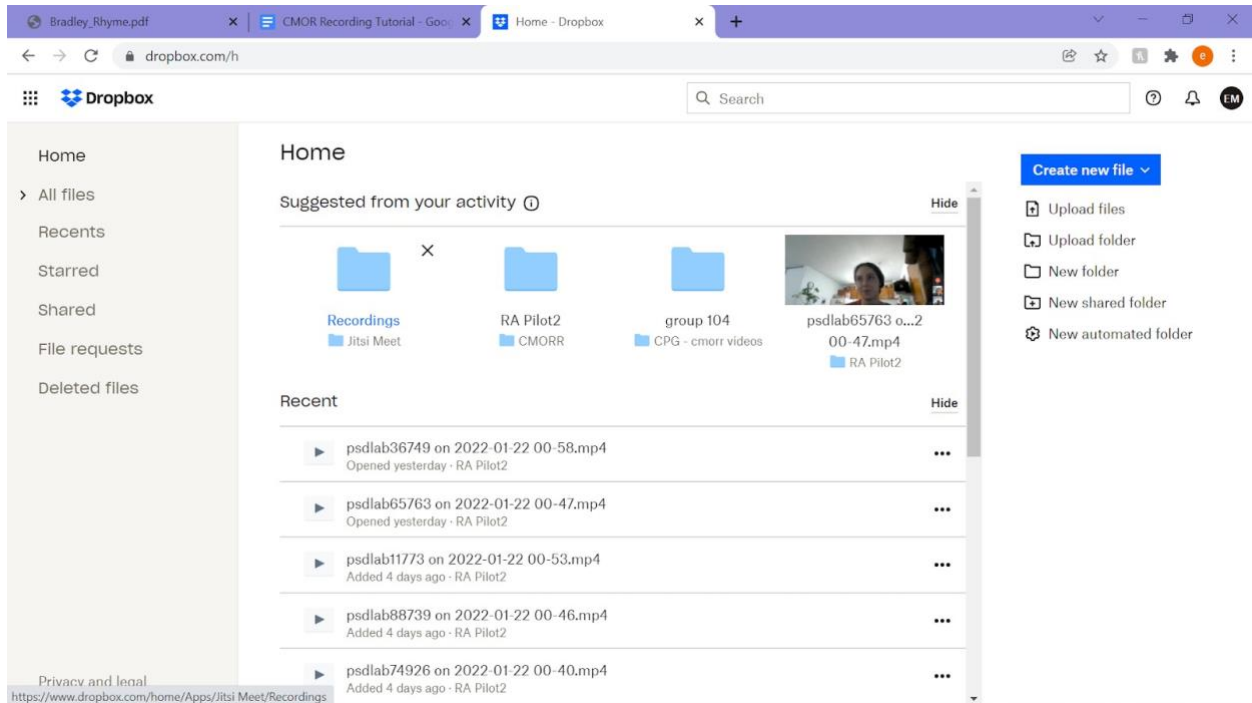 Bradley_Rhyme.pdf
CMOR Recording Tutorial - Goo
Home - Dropbox
dropbox.com/h
e
Dropbox
Search
EM
Home
All files
Recents
Starred
Shared
File requests
Deleted files
Privacy and legal
https://www.dropbox.com/home/Apps/Jitsi Meet/Recordings
Home
Suggested from your activity
Hide
Recordings
Jitsi Meet
RA Pilot2
CMORR
group 104
CPG - cmorr videos
psdlab65763 o...2
00-47.mp4
RA Pilot2
Recent
Hide
psdlab36749 on 2022-01-22 00-58.mp4
Opened yesterday · RA Pilot2
psdlab65763 on 2022-01-22 00-47.mp4
Opened yesterday · RA Pilot2
psdlab11773 on 2022-01-22 00-53.mp4
Added 4 days ago · RA Pilot2
psdlab88739 on 2022-01-22 00-46.mp4
Added 4 days ago · RA Pilot2
psdlab74926 on 2022-01-22 00-40.mp4
Added 4 days ago · RA Pilot2
Create new file
Upload files
Upload folder
New folder
New shared folder
New automated folder